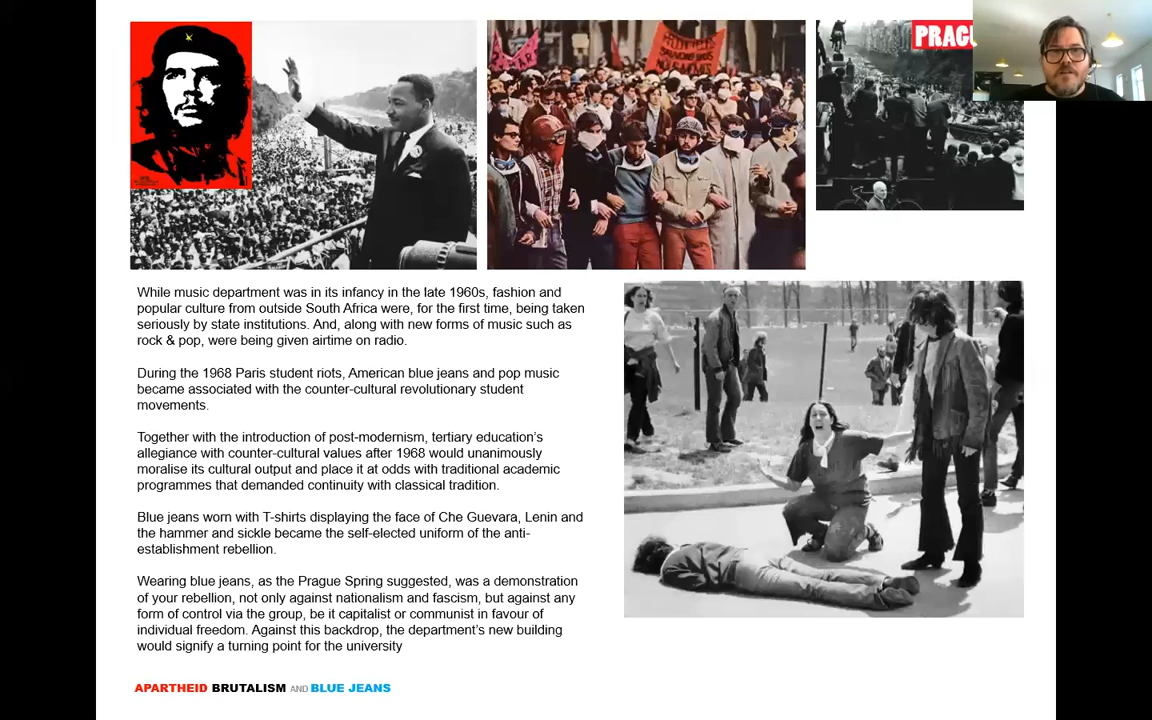 PRAGU
While music department was in its infancy in the late 1960s, fashion and
popular culture from outside South Africa were, for the first time, being taken
seriously by state institutions. And, along with new forms of music such as
rock & pop, were being given airtime on radio.
During the 1968 Paris student riots, American blue jeans and pop music
became associated with the counter-cultural revolutionary student
movements.
Together with the introduction of post-modernism, tertiary education's
allegiance with counter-cultural values after 1968 would unanimously
moralise its cultural output and place it at odds with traditional academic
programmes that demanded continuity with classical tradition.
Blue jeans worn with T-shirts displaying the face of Che Guevara, Lenin and
the hammer and sickle became the self-elected uniform of the anti-
establishment rebellion.
Wearing blue jeans, as the Prague Spring suggested, was a demonstration
of your rebellion, not only against nationalism and fascism, but against any
form of control via the group, be it capitalist or communist in favour of
individual freedom. Against this backdrop, the department's new building
would signify a turning point for the university
APARTHEID BRUTALISM AND BLUE JEANS